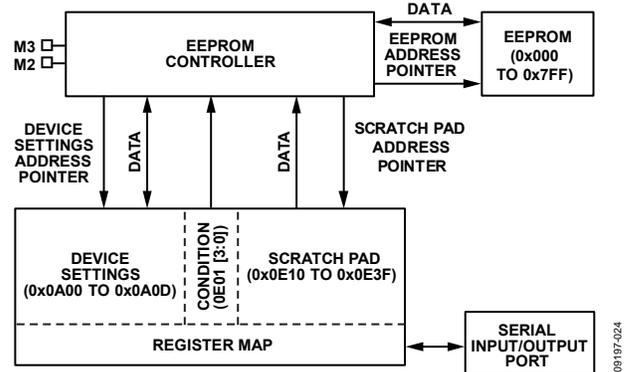 DATA
M3
M2
EEPROM
CONTROLLER
EEPROM
ADDRESS
POINTER
EEPROM
(0x000
TO 0x7FF)
DEVICE
SETTINGS
ADDRESS
POINTER
DATA
DATA
SCRATCH PAD
ADDRESS
POINTER
DEVICE
SETTINGS
(0x0A00 TO 0x0A0D)
CONDITION
(0E01 [3:0])
SCRATCH PAD
(0x0E10 TO 0x0E3F)
REGISTER MAP
SERIAL
INPUT/OUTPUT
PORT
09197-024